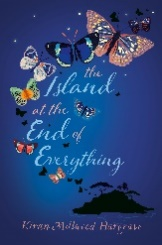 the
Island
at the
End of
Everything
Kiran Millwood Hargrave